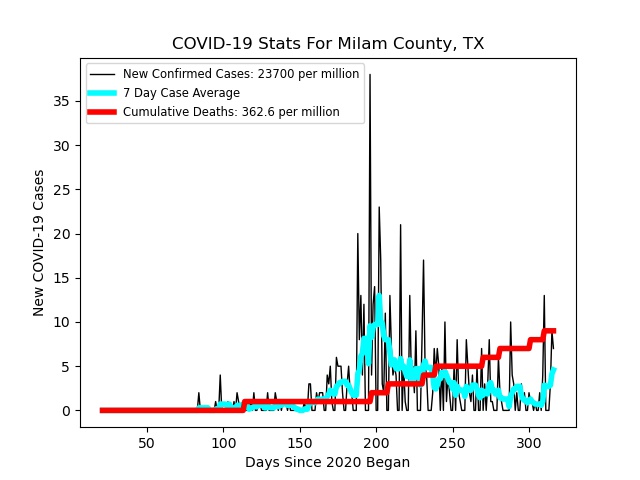 COVID-19 Stats For Milam County, TX
New Confirmed Cases: 23700 per million
7 Day Case Average
Cumulative Deaths: 362.6 per million
New COVID-19 Cases
35
30
25
20
15
10
5
0
50 100 150 200 250 300
Days Since 2020 Began